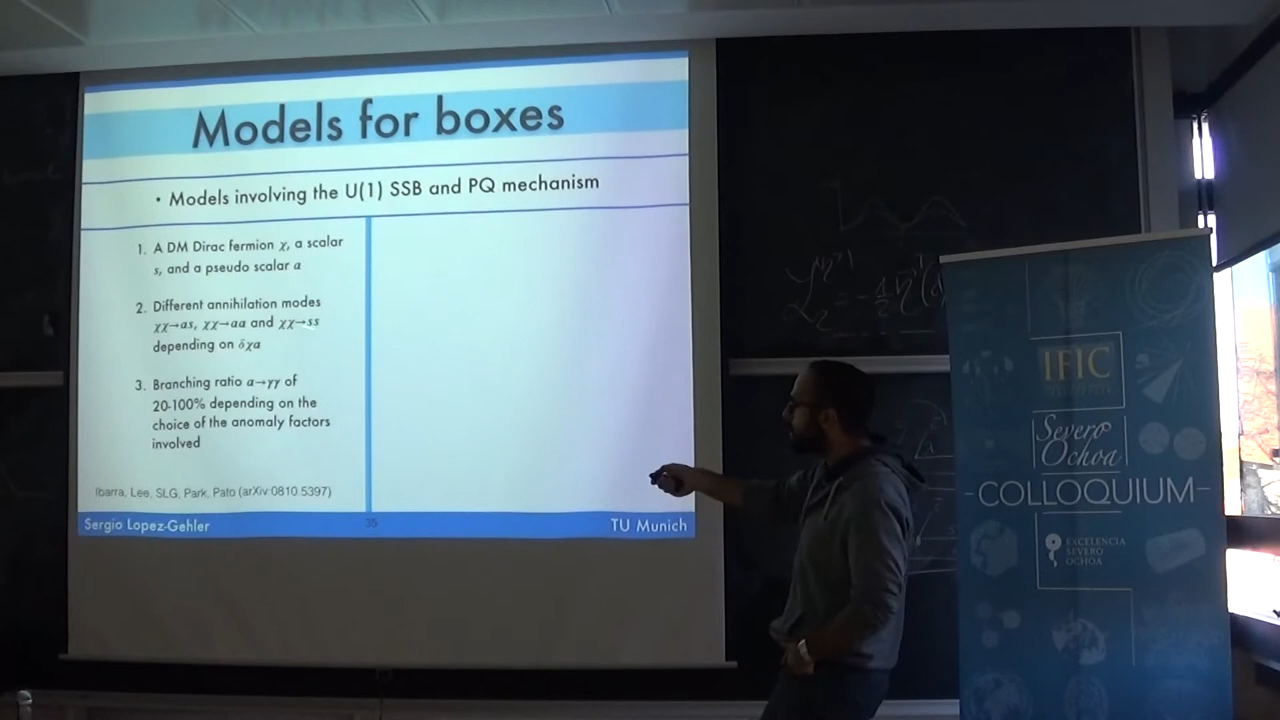 Models for boxes
• Models involving the U(1) SSB and PQ mechanism
1. A DM Dirac fermion χ, a scalar
s, and a pseudo scalar a
2. Different annihilation modes
χχ→as, χχ→aa and χχ→ss
depending on δχa
3. Branching ratio a→γγ of
20-100% depending on the
choice of the anomaly factors
involved
Ibarra, Lee, SLG, Park, Pato (arXiv:0810.5397)
Sergio Lopez-Gehler
35
TU Munich
IFIC
Severo
Ochoa
-COLLOQUIUM-
EXCELENCIA
SEVERO
OCHOA